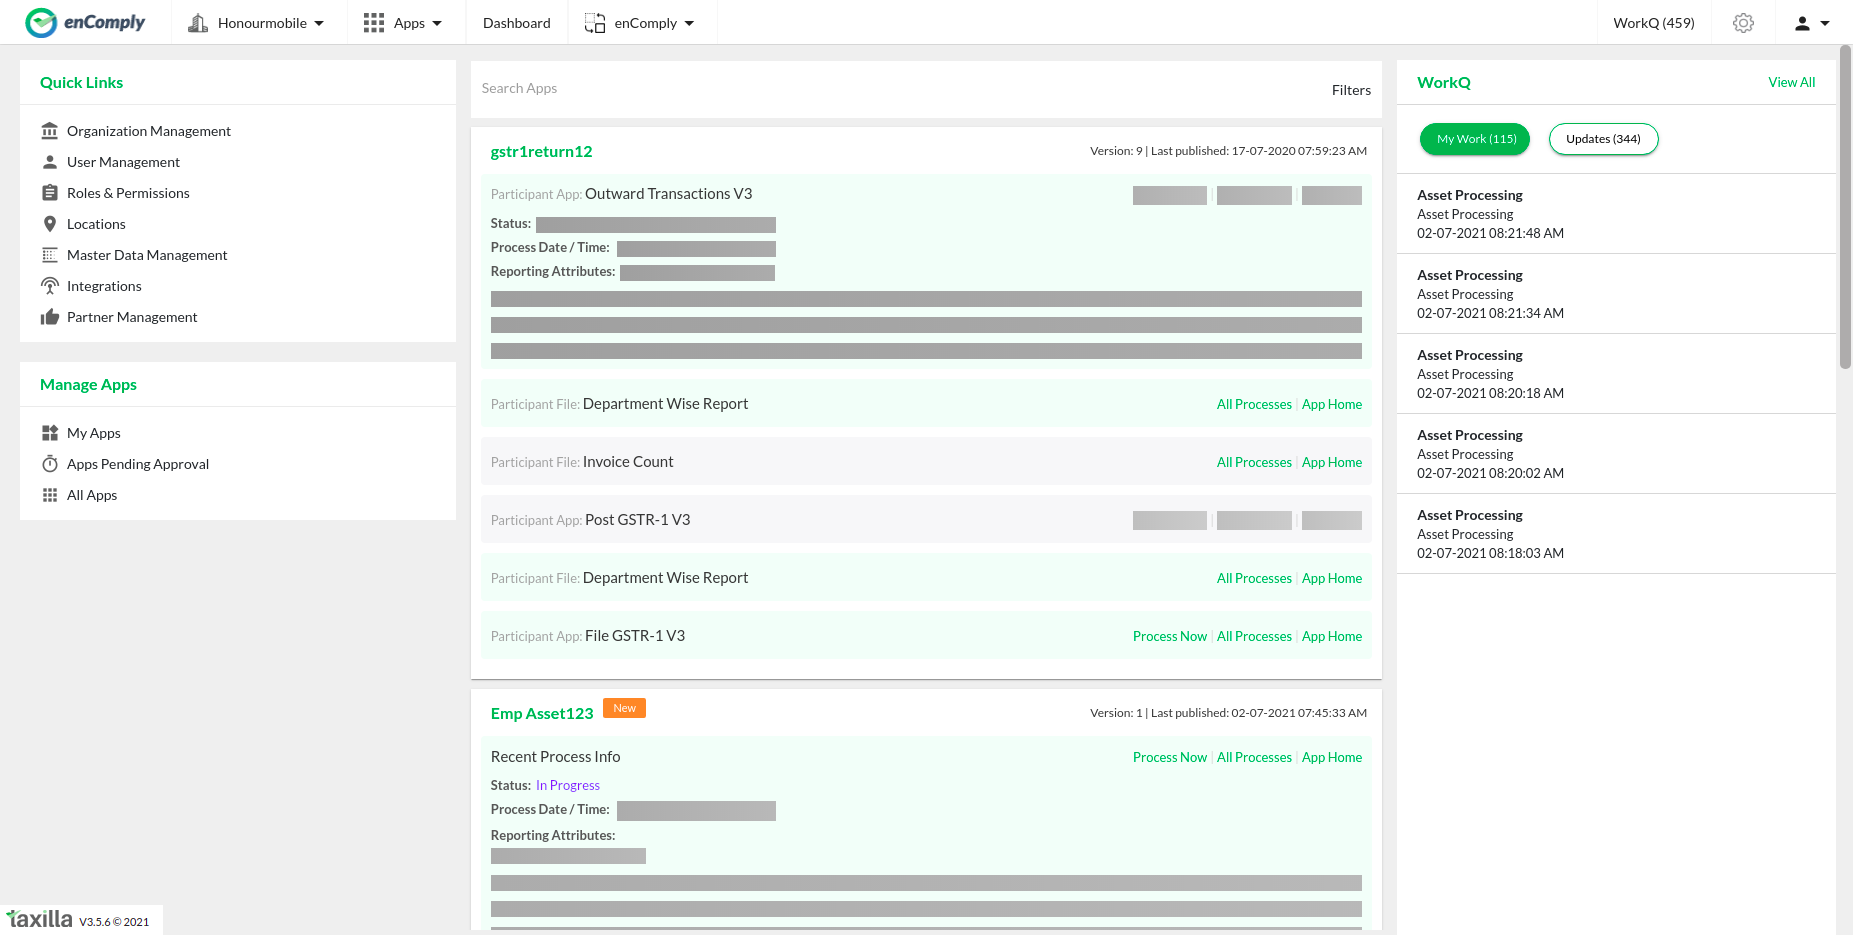 enComply
Honourmobile
Apps
Dashboard
enComply
WorkQ (459)
Quick Links
Organization Management
User Management
Roles & Permissions
Locations
Master Data Management
Integrations
Partner Management
Manage Apps
My Apps
Apps Pending Approval
All Apps
taxilla V3.5.6 © 2021
Search Apps
Filters
gstr1return12
Version: 9 | Last published: 17-07-2020 07:59:23 AM
Participant App: Outward Transactions V3
Status:
Process Date / Time:
Reporting Attributes:
Participant File: Department Wise Report
All Processes | App Home
Participant File: Invoice Count
All Processes | App Home
Participant App: Post GSTR-1 V3
Participant File: Department Wise Report
All Processes | App Home
Participant App: File GSTR-1 V3
Process Now | All Processes | App Home
Emp Asset123 New
Version: 1 | Last published: 02-07-2021 07:45:33 AM
Recent Process Info
Process Now | All Processes | App Home
Status: In Progress
Process Date / Time:
Reporting Attributes:
WorkQ
View All
My Work (115)
Updates (344)
Asset Processing
Asset Processing
02-07-2021 08:21:48 AM
Asset Processing
Asset Processing
02-07-2021 08:21:34 AM
Asset Processing
Asset Processing
02-07-2021 08:20:18 AM
Asset Processing
Asset Processing
02-07-2021 08:20:02 AM
Asset Processing
Asset Processing
02-07-2021 08:18:03 AM